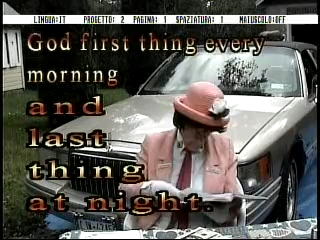 LINGUA:IT PROGETTO: 2 PAGINA: 1 SPAZIATURA: 1 MAIUSCOLO:OFF
God first thing every
morning
and
last
thing
at night.